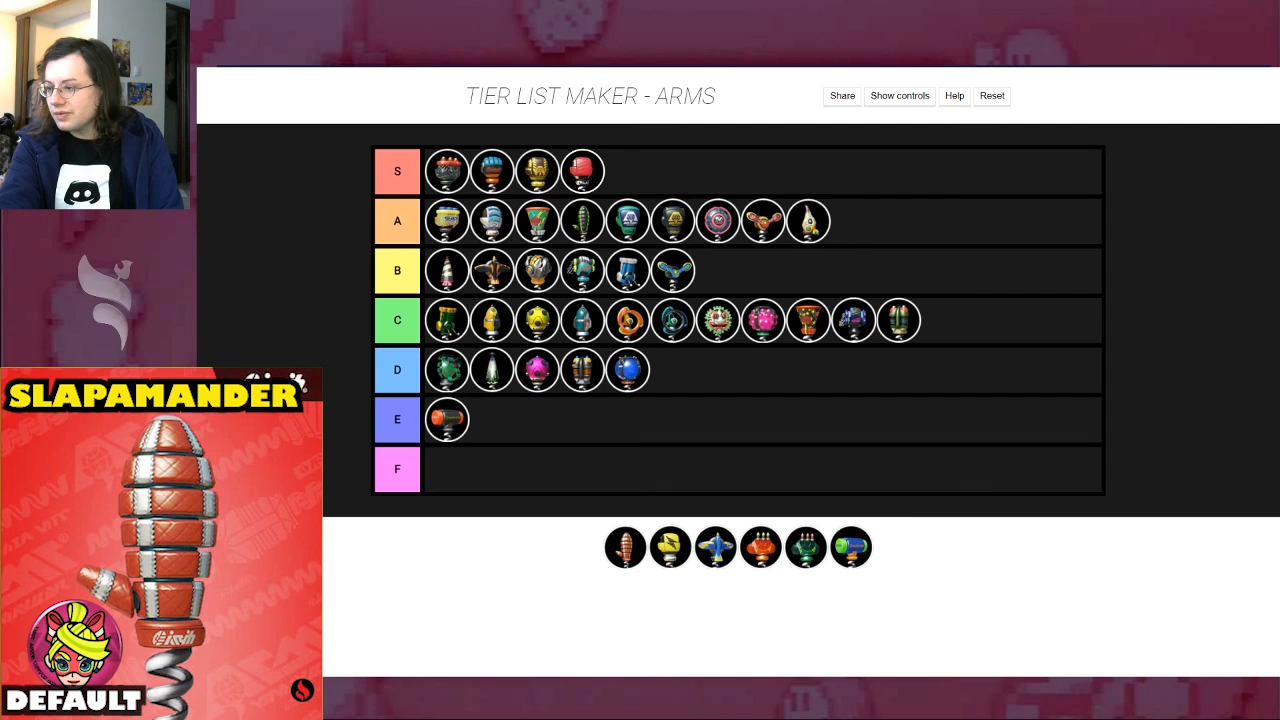 TIER LIST MAKER - ARMS
Share
Show controls
Help
Reset
S
A
B
C
D
E
F
SLAPAMANDER
DEFAULT